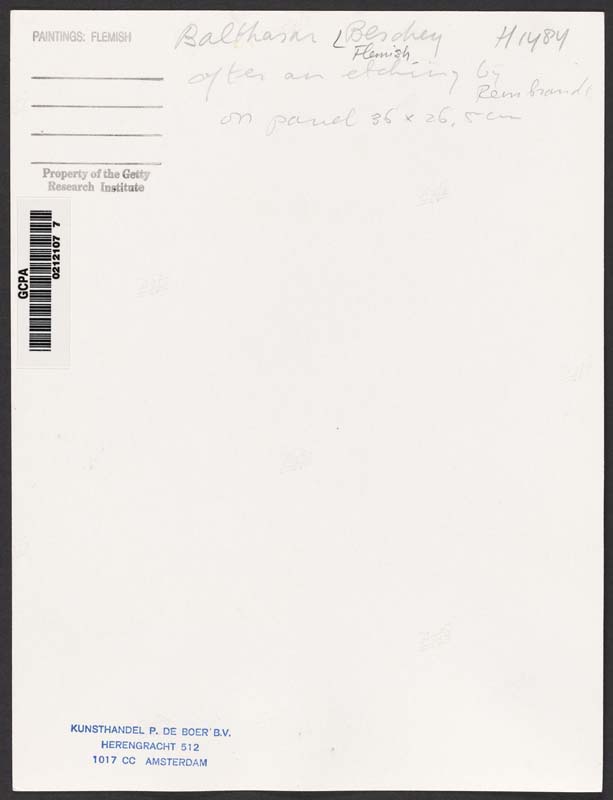 PAINTINGS: FLEMISH
Balthasar Beschey H1484
Flemish
after an etching by
Rembrandt
on panel 36 x 26,5 cm
Property of the Getty
Research Institute
GCPA
0212107 7
KUNSTHANDEL P. DE BOER B.V.
HERENGRACHT 512
1017 CC AMSTERDAM